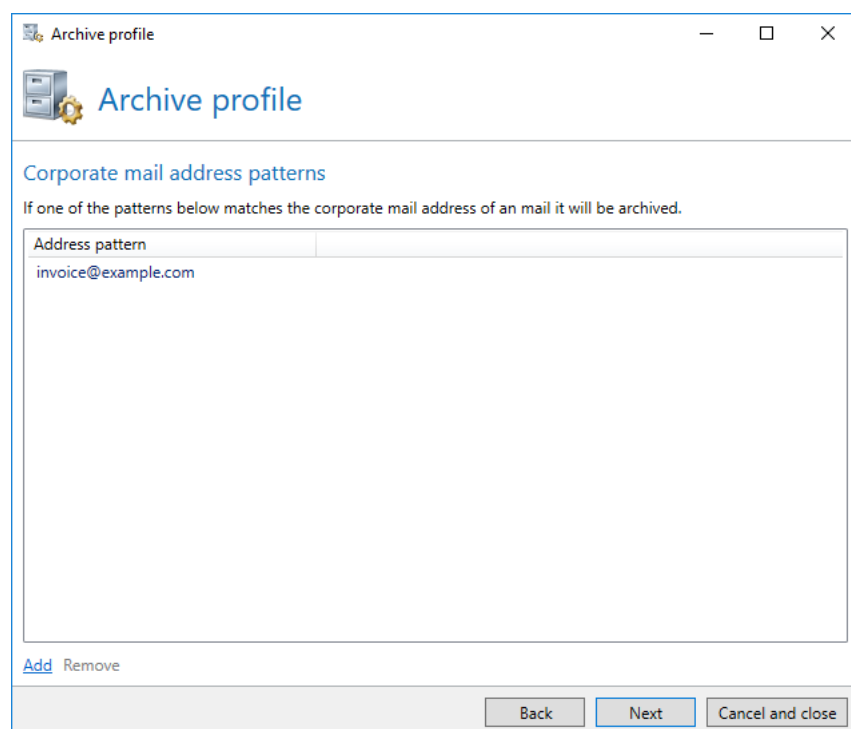 Archive profile
Archive profile
Corporate mail address patterns
If one of the patterns below matches the corporate mail address of an mail it will be archived.
Address pattern
invoice@example.com
Add Remove
Back Next Cancel and close